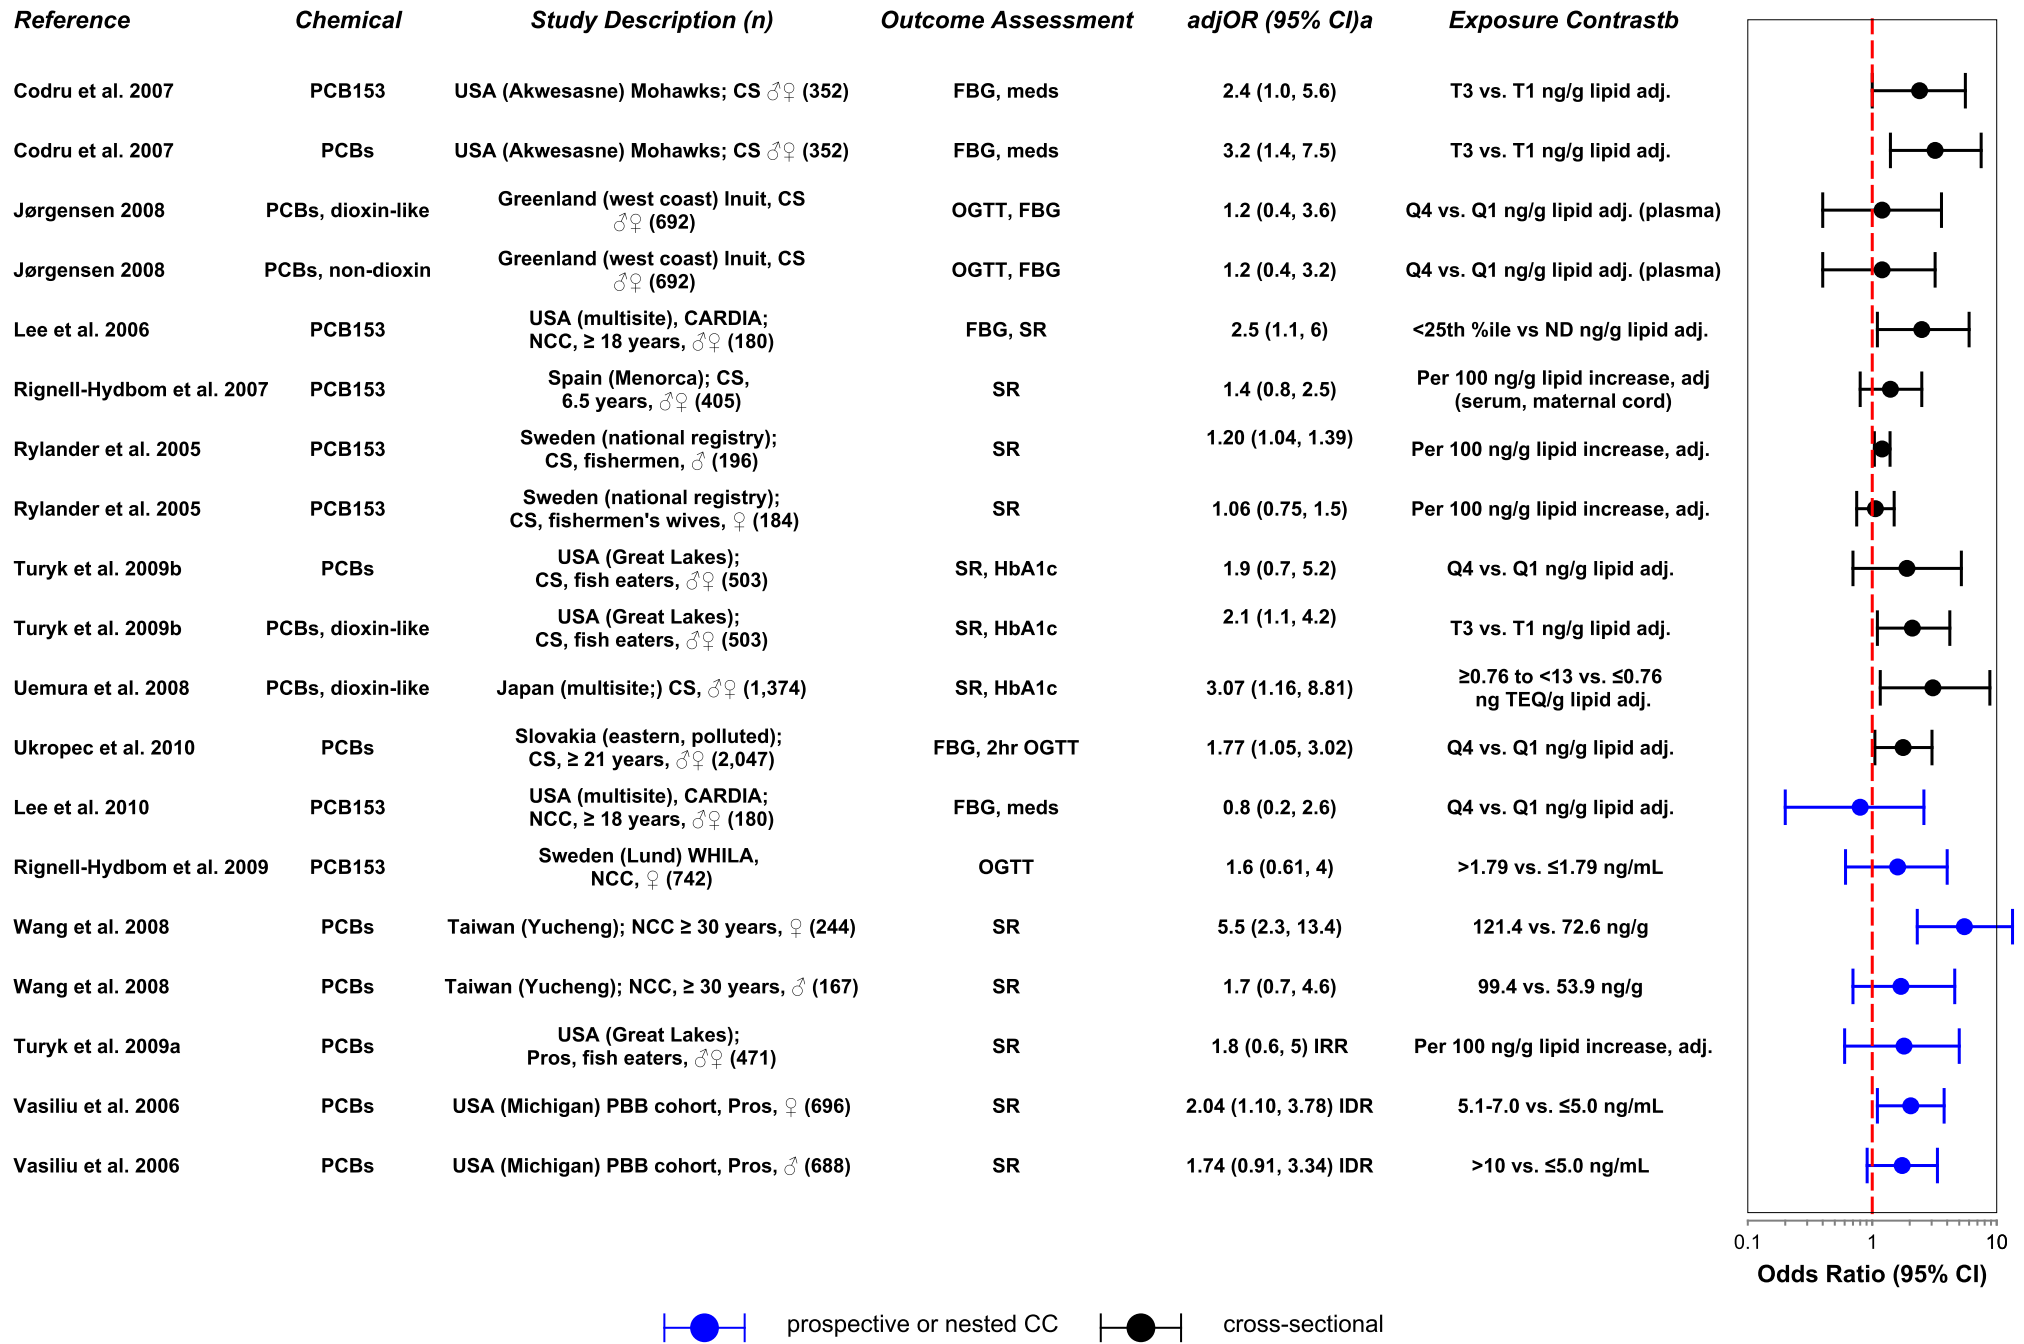 Reference Chemical Study Description (n) Outcome Assessment adjOR (95% CI)a Exposure Contrastb
Codru et al. 2007 PCB153 USA (Akwesasne) Mohawks; CS ♂♀ (352) FBG, meds 2.4 (1.0, 5.6) T3 vs. T1 ng/g lipid adj.
Codru et al. 2007 PCBs USA (Akwesasne) Mohawks; CS ♂♀ (352) FBG, meds 3.2 (1.4, 7.5) T3 vs. T1 ng/g lipid adj.
Jørgensen 2008 PCBs, dioxin-like Greenland (west coast) Inuit, CS
♂♀ (692) OGTT, FBG 1.2 (0.4, 3.6) Q4 vs. Q1 ng/g lipid adj. (plasma)
Jørgensen 2008 PCBs, non-dioxin Greenland (west coast) Inuit, CS
♂♀ (692) OGTT, FBG 1.2 (0.4, 3.2) Q4 vs. Q1 ng/g lipid adj. (plasma)
Lee et al. 2006 PCB153 USA (multisite), CARDIA;
NCC, ≥ 18 years, ♂♀ (180) FBG, SR 2.5 (1.1, 6) <25th %ile vs ND ng/g lipid adj.
Rignell-Hydbom et al. 2007 PCB153 Spain (Menorca); CS,
6.5 years, ♂♀ (405) SR 1.4 (0.8, 2.5) Per 100 ng/g lipid increase, adj
(serum, maternal cord)
Rylander et al. 2005 PCB153 Sweden (national registry);
CS, fishermen, ♂ (196) SR 1.20 (1.04, 1.39) Per 100 ng/g lipid increase, adj.
Rylander et al. 2005 PCB153 Sweden (national registry);
CS, fishermen's wives, ♀ (184) SR 1.06 (0.75, 1.5) Per 100 ng/g lipid increase, adj.
Turyk et al. 2009b PCBs USA (Great Lakes);
CS, fish eaters, ♂♀ (503) SR, HbA1c 1.9 (0.7, 5.2) Q4 vs. Q1 ng/g lipid adj.
Turyk et al. 2009b PCBs, dioxin-like USA (Great Lakes);
CS, fish eaters, ♂♀ (503) SR, HbA1c 2.1 (1.1, 4.2) T3 vs. T1 ng/g lipid adj.
Uemura et al. 2008 PCBs, dioxin-like Japan (multisite;) CS, ♂♀ (1,374) SR, HbA1c 3.07 (1.16, 8.81) ≥0.76 to <13 vs. ≤0.76
ng TEQ/g lipid adj.
Ukropec et al. 2010 PCBs Slovakia (eastern, polluted);
CS, ≥ 21 years, ♂♀ (2,047) FBG, 2hr OGTT 1.77 (1.05, 3.02) Q4 vs. Q1 ng/g lipid adj.
Lee et al. 2010 PCB153 USA (multisite), CARDIA;
NCC, ≥ 18 years, ♂♀ (180) FBG, meds 0.8 (0.2, 2.6) Q4 vs. Q1 ng/g lipid adj.
Rignell-Hydbom et al. 2009 PCB153 Sweden (Lund) WHILA,
NCC, ♀ (742) OGTT 1.6 (0.61, 4) >1.79 vs. ≤1.79 ng/mL
Wang et al. 2008 PCBs Taiwan (Yucheng); NCC ≥ 30 years, ♀ (244) SR 5.5 (2.3, 13.4) 121.4 vs. 72.6 ng/g
Wang et al. 2008 PCBs Taiwan (Yucheng); NCC, ≥ 30 years, ♂ (167) SR 1.7 (0.7, 4.6) 99.4 vs. 53.9 ng/g
Turyk et al. 2009a PCBs USA (Great Lakes);
Pros, fish eaters, ♂♀ (471) SR 1.8 (0.6, 5) IRR Per 100 ng/g lipid increase, adj.
Vasiliu et al. 2006 PCBs USA (Michigan) PBB cohort, Pros, ♀ (696) SR 2.04 (1.10, 3.78) IDR 5.1-7.0 vs. ≤5.0 ng/mL
Vasiliu et al. 2006 PCBs USA (Michigan) PBB cohort, Pros, ♂ (688) SR 1.74 (0.91, 3.34) IDR >10 vs. ≤5.0 ng/mL
0.1 1 10
Odds Ratio (95% CI)
prospective or nested CC cross-sectional